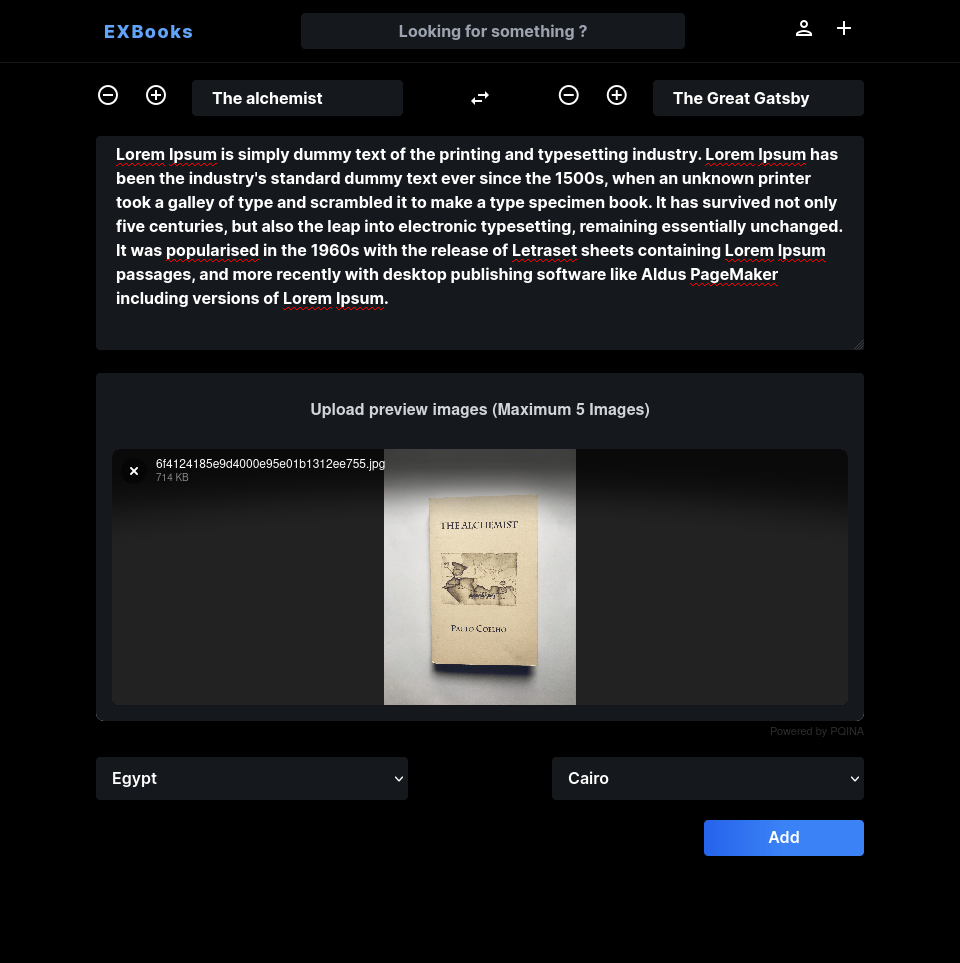 EXBooks
Looking for something ?
The alchemist
The Great Gatsby
Lorem Ipsum is simply dummy text of the printing and typesetting industry. Lorem Ipsum has
been the industry's standard dummy text ever since the 1500s, when an unknown printer
took a galley of type and scrambled it to make a type specimen book. It has survived not only
five centuries, but also the leap into electronic typesetting, remaining essentially unchanged.
It was popularised in the 1960s with the release of Letraset sheets containing Lorem Ipsum
passages, and more recently with desktop publishing software like Aldus PageMaker
including versions of Lorem Ipsum.
Upload preview images (Maximum 5 Images)
6f4124185e9d4000e95e01b1312ee755.jpg
714 KB
THE ALCHEMIST
PAULO COELHO
Powered by PQINA
Egypt
Cairo
Add